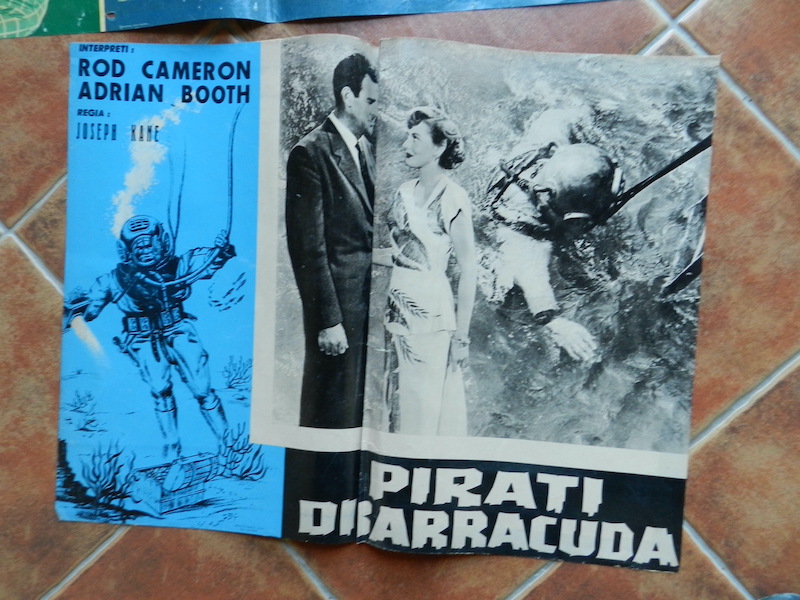 INTERPRETI:
ROD CAMERON
ADRIAN BOOTH
REGIA:
JOSEPH KANE
PIRATI
DI BARRACUDA